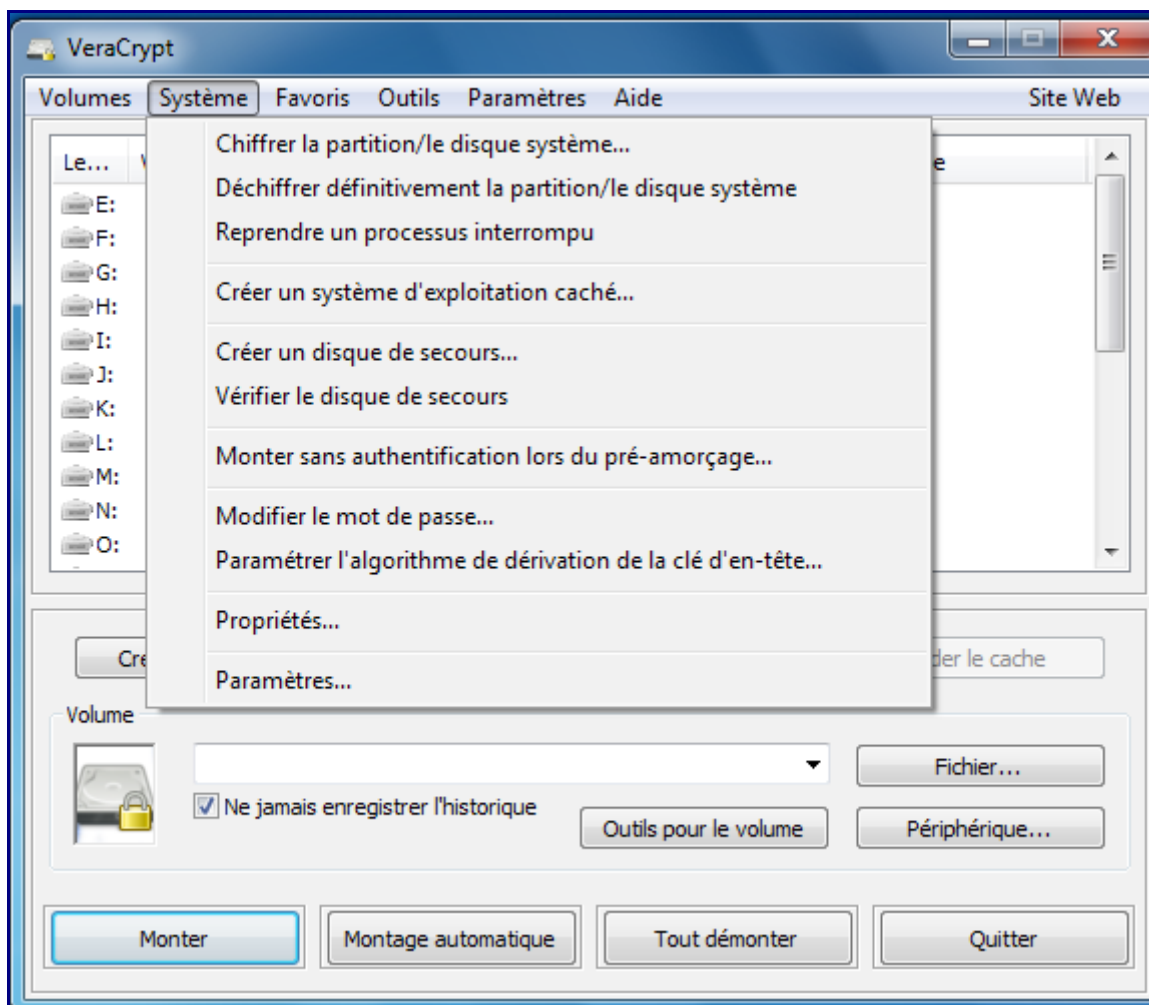 VeraCrypt
Volumes Système Favoris Outils Paramètres Aide Site Web
Chiffrer la partition/le disque système...
Le...
Déchiffrer définitivement la partition/le disque système
E:
Reprendre un processus interrompu
F:
G:
Créer un système d'exploitation caché...
H:
I:
Créer un disque de secours...
J:
Vérifier le disque de secours
K:
L:
Monter sans authentification lors du pré-amorçage...
M:
N:
Modifier le mot de passe...
O:
Paramétrer l'algorithme de dérivation de la clé d'en-tête...
Propriétés...
le cache
Paramètres...
Volume
Fichier...
Ne jamais enregistrer l'historique
Outils pour le volume Périphérique...
Monter Montage automatique Tout démonter Quitter